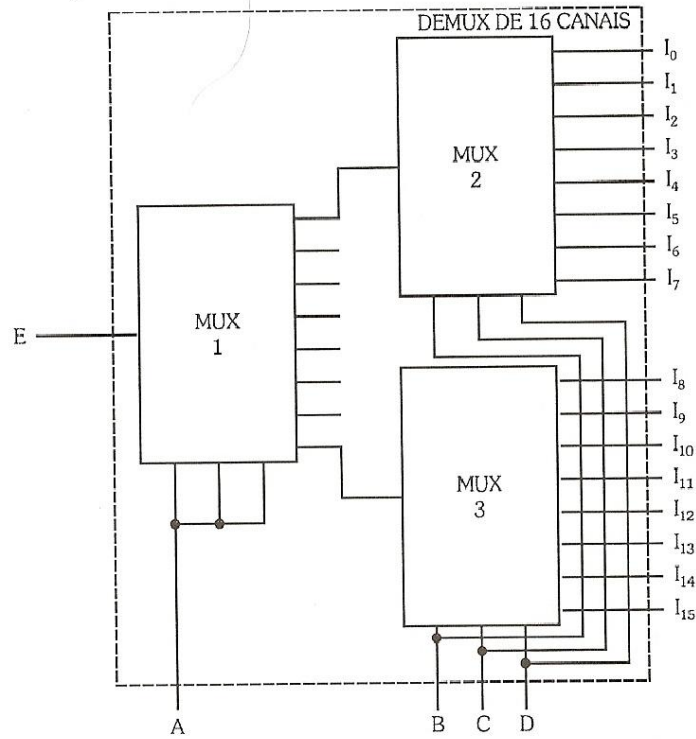 DEMUX DE 16 CANAIS
I0
I1
I2
I3
I4
I5
I6
I7
MUX
2
E
MUX
1
I8
I9
I10
I11
I12
I13
I14
I15
MUX
3
A
B
C
D